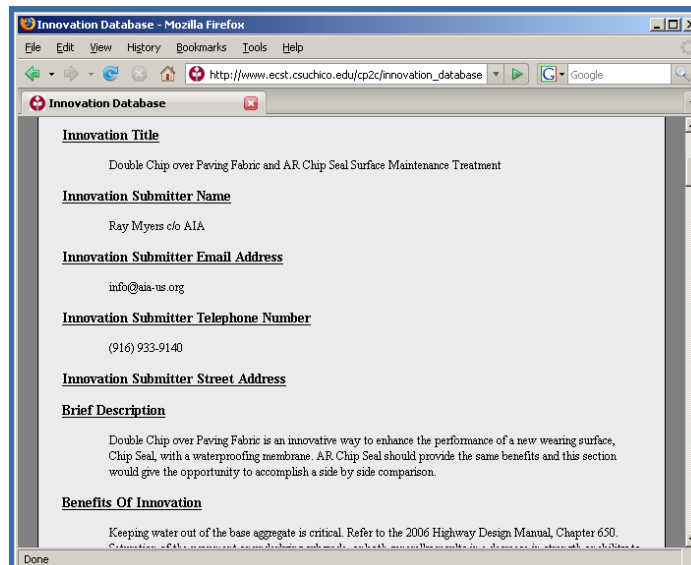 Innovation Database - Mozilla Firefox
File Edit View History Bookmarks Tools Help
http://www.ecst.csuchico.edu/cp2c/innovation_database
G Google
Innovation Database
Innovation Title
Double Chip over Paving Fabric and AR Chip Seal Surface Maintenance Treatment
Innovation Submitter Name
Ray Myers c/o AIA
Innovation Submitter Email Address
info@aia-us.org
Innovation Submitter Telephone Number
(916) 933-9140
Innovation Submitter Street Address
Brief Description
Double Chip over Paving Fabric is an innovative way to enhance the performance of a new wearing surface,
Chip Seal, with a waterproofing membrane. AR Chip Seal should provide the same benefits and this section
would give the opportunity to accomplish a side by side comparison.
Benefits Of Innovation
Keeping water out of the base aggregate is critical. Refer to the 2006 Highway Design Manual, Chapter 650.
Done